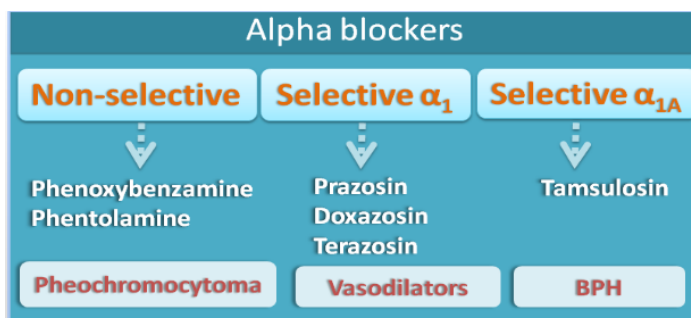 Alpha blockers
Non-selective
Selective α₁
Selective α₁A
Phenoxybenzamine
Phentolamine
Prazosin
Doxazosin
Terazosin
Tamsulosin
Pheochromocytoma
Vasodilators
BPH